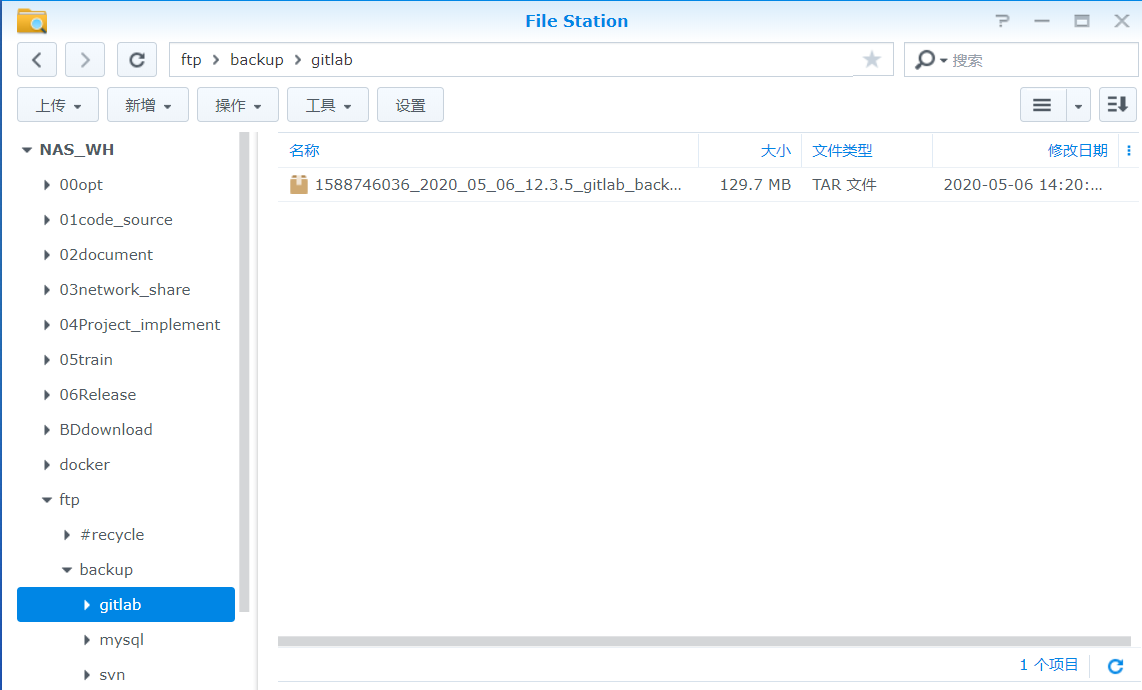 File Station
ftp > backup > gitlab
搜索
上传
新增
操作
工具
设置
NAS_WH
00opt
01code_source
02document
03network_share
04Project_implement
05train
06Release
BDdownload
docker
ftp
#recycle
backup
gitlab
mysql
svn
名称 大小 文件类型 修改日期
1588746036_2020_05_06_12.3.5_gitlab_back... 129.7 MB TAR 文件 2020-05-06 14:20:...
1 个项目